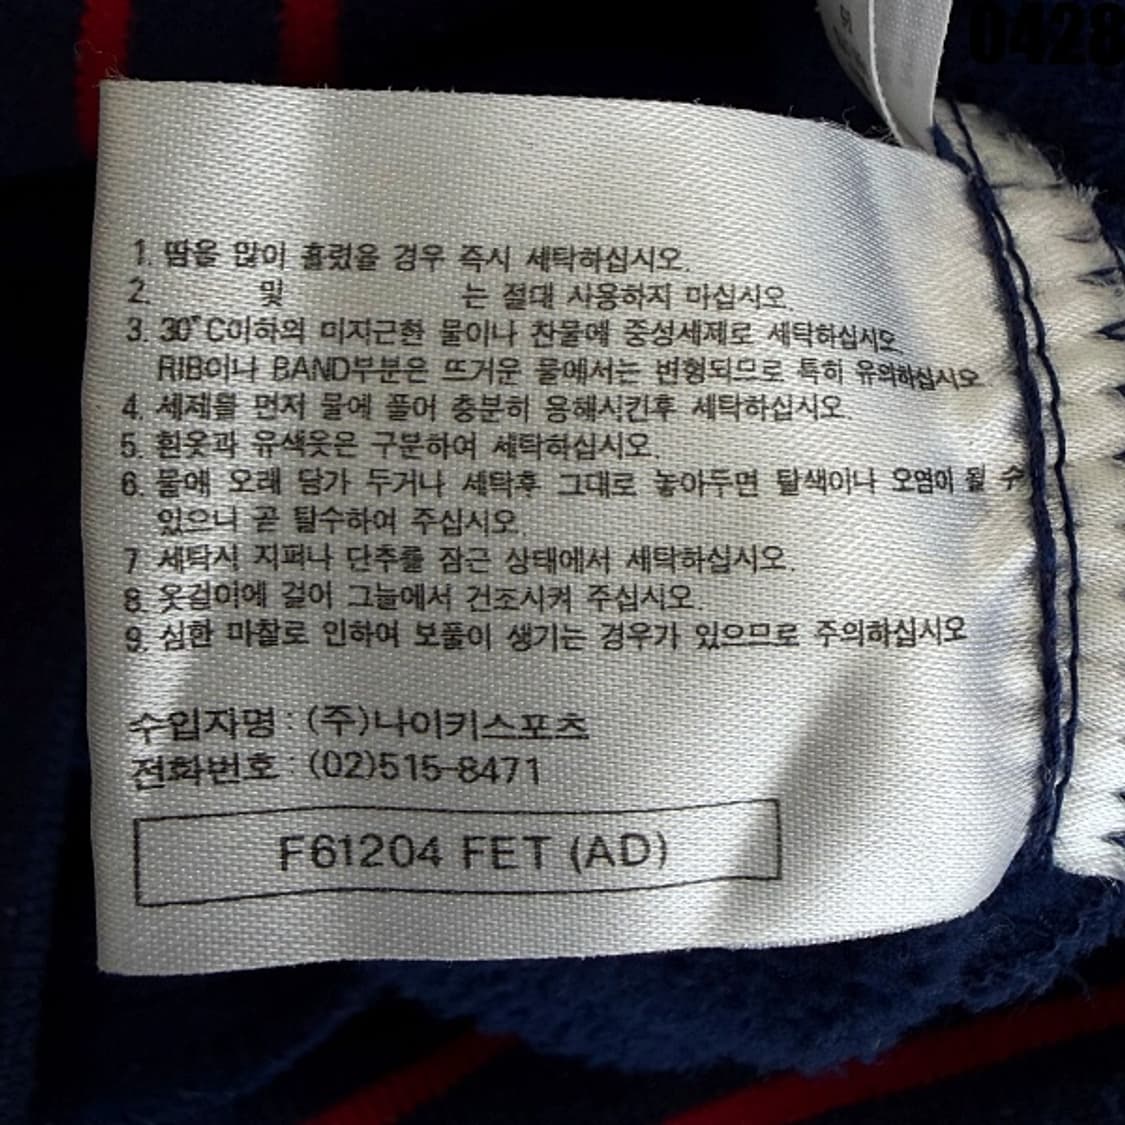 0428
1. 땀을 많이 흘렸을 경우 즉시 세탁하십시오.
2. 및 는 절대 사용하지 마십시오.
3. 30°C이하의 미지근한 물이나 찬물에 중성세제로 세탁하십시오.
RIB이나 BAND부분은 뜨거운 물에서는 변형되므로 특히 유의하십시오
4. 세제를 먼저 물에 풀어 충분히 용해시킨후 세탁하십시오.
5. 흰옷과 유색옷은 구분하여 세탁하십시오.
6. 물에 오래 담가 두거나 세탁후 그대로 놓아두면 탈색이나 오염이 될 수
있으니 곧 탈수하여 주십시오.
7. 세탁시 지퍼나 단추를 잠근 상태에서 세탁하십시오.
8. 옷걸이에 걸어 그늘에서 건조시켜 주십시오.
9. 심한 마찰로 인하여 보풀이 생기는 경우가 있으므로 주의하십시오
수입자명 : (주)나이키스포츠
전화번호 : (02)515-8471
F61204 FET (AD)